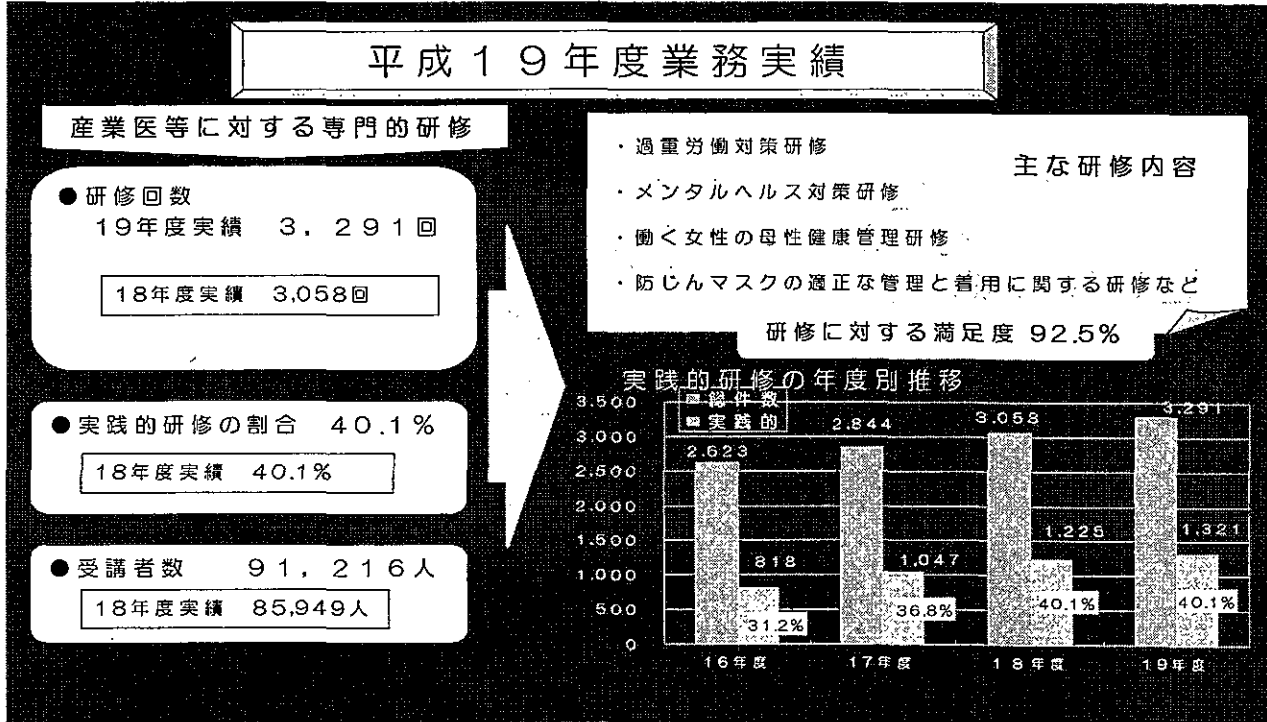 平成１９年度業務実績
産業医等に対する専門的研修
●研修回数
19年度実績　３，２９１回
18年度実績　3,058回
●実践的研修の割合　40.1％
18年度実績　40.1％
●受講者数　９１，２１６人
18年度実績　85,949人
主な研修内容
・過重労働対策研修
・メンタルヘルス対策研修
・働く女性の母性健康管理研修
・防じんマスクの適正な管理と着用に関する研修など
研修に対する満足度 92.5％
実践的研修の年度別推移
総件数
実践的
3.500
3.000
2.500
2.000
1.500
1.000
500
0
2.623
818
31.2%
2.844
1.047
36.8%
3.058
1.225
40.1%
3.291
1.321
40.1%
16年度
17年度
18年度
19年度